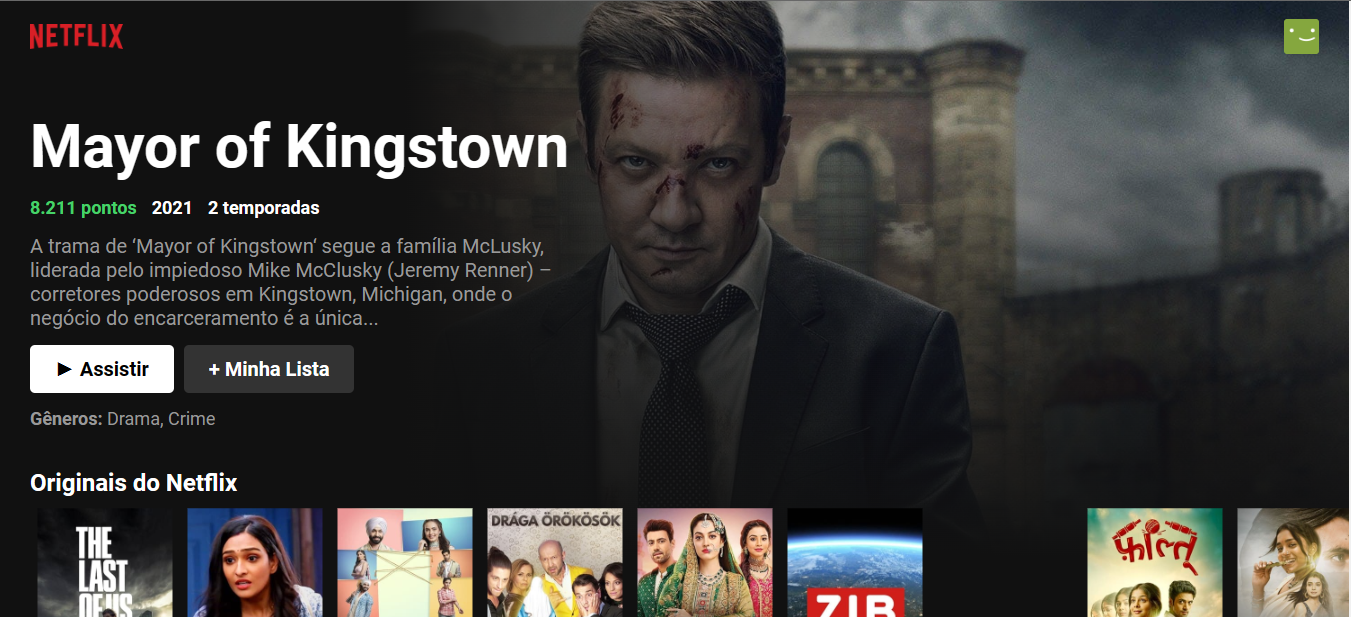 NETFLIX
Mayor of Kingstown
8.211 pontos 2021 2 temporadas
A trama de ‘Mayor of Kingstown‘ segue a família McLusky,
liderada pelo impiedoso Mike McClusky (Jeremy Renner) –
corretores poderosos em Kingstown, Michigan, onde o
negócio do encarceramento é a única...
► Assistir + Minha Lista
Gêneros: Drama, Crime
Originais do Netflix
THE
LAST
OF US
DRÁGA ÖRÖKÖSÖK
ZIB
फालतू